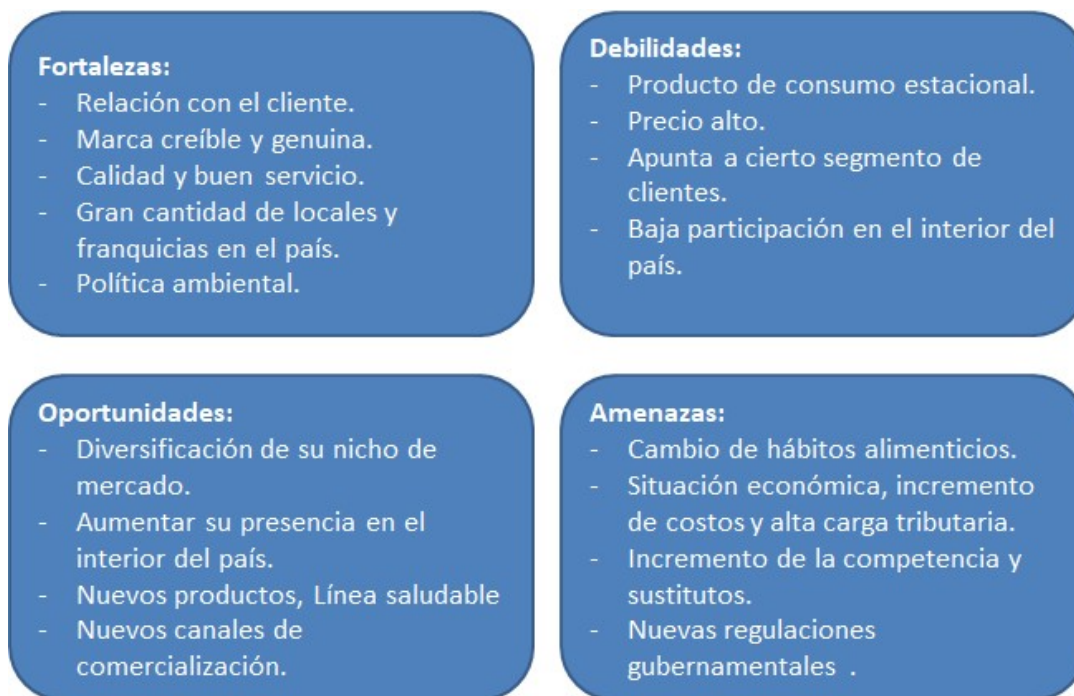 Fortalezas:
- Relación con el cliente.
- Marca creíble y genuina.
- Calidad y buen servicio.
- Gran cantidad de locales y
franquicias en el país.
- Política ambiental.
Debilidades:
- Producto de consumo estacional.
- Precio alto.
- Apunta a cierto segmento de
clientes.
- Baja participación en el interior del
país.
Oportunidades:
- Diversificación de su nicho de
mercado.
- Aumentar su presencia en el
interior del país.
- Nuevos productos, Línea saludable
- Nuevos canales de
comercialización.
Amenazas:
- Cambio de hábitos alimenticios.
- Situación económica, incremento
de costos y alta carga tributaria.
- Incremento de la competencia y
sustitutos.
- Nuevas regulaciones
gubernamentales .